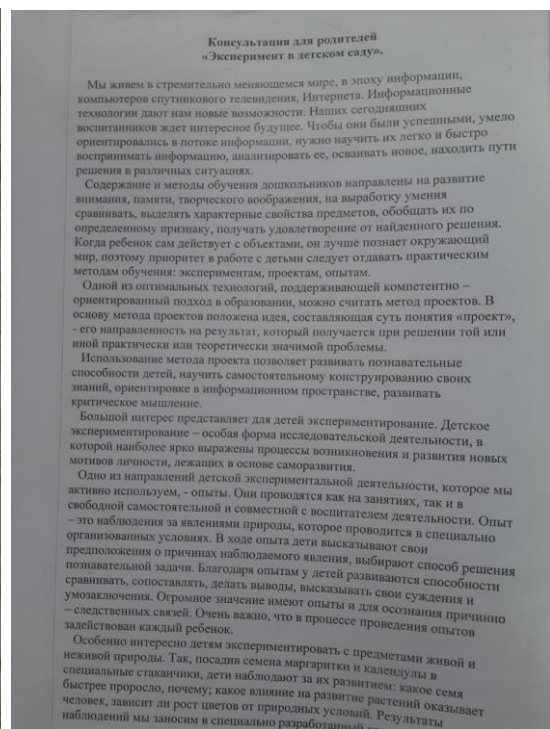 Консультация для родителей
«Эксперимент в детском саду».
Мы живем в стремительно меняющемся мире, в эпоху информации,
компьютеров спутникового телевидения, Интернета. Информационные
технологии дают нам новые возможности. Наших сегодняшних
воспитанников ждет интересное будущее. Чтобы они были успешными, умело
ориентировались в потоке информации, нужно научить их легко и быстро
воспринимать информацию, анализировать ее, осваивать новое, находить пути
решения в различных ситуациях.
Содержание и методы обучения дошкольников направлены на развитие
внимания, памяти, творческого воображения, на выработку умения
сравнивать, выделять характерные свойства предметов, обобщать их по
определенному признаку, получать удовлетворение от найденного решения.
Когда ребенок сам действует с объектами, он лучше познает окружающий
мир, поэтому приоритет в работе с детьми следует отдавать практическим
методам обучения: экспериментам, проектам, опытам.
Одной из оптимальных технологий, поддерживающей компетентно –
ориентированный подход в образовании, можно считать метод проектов. В
основу метода проектов положена идея, составляющая суть понятия «проект»,
- его направленность на результат, который получается при решении той или
иной практически или теоретически значимой проблемы.
Использование метода проекта позволяет развивать познавательные
способности детей, научить самостоятельному конструированию своих
знаний, ориентировке в информационном пространстве, развивать
критическое мышление.
Большой интерес представляет для детей экспериментирование. Детское
экспериментирование – особая форма исследовательской деятельности, в
которой наиболее ярко выражены процессы возникновения и развития новых
мотивов личности, лежащих в основе саморазвития.
Одно из направлений детской экспериментальной деятельности, которое мы
активно используем, - опыты. Они проводятся как на занятиях, так и в
свободной самостоятельной и совместной с воспитателем деятельности. Опыт
– это наблюдения за явлениями природы, которое проводится в специально
организованных условиях. В ходе опыта дети высказывают свои
предположения о причинах наблюдаемого явления, выбирают способ решения
познавательной задачи. Благодаря опытам у детей развиваются способности
сравнивать, сопоставлять, делать выводы, высказывать свои суждения и
умозаключения. Огромное значение имеют опыты и для осознания причинно
– следственных связей. Очень важно, что в процессе проведения опытов
задействован каждый ребенок.
Особенно интересно детям экспериментировать с предметами живой и
неживой природы. Так, посадив семена маргаритки и календулы в
специальные стаканчики, дети наблюдают за их развитием: какое семя
быстрее проросло, почему; какое влияние на развитие растений оказывает
человек, зависит ли рост цветов от природных условий. Результаты
наблюдений мы заносим в специально разработанный